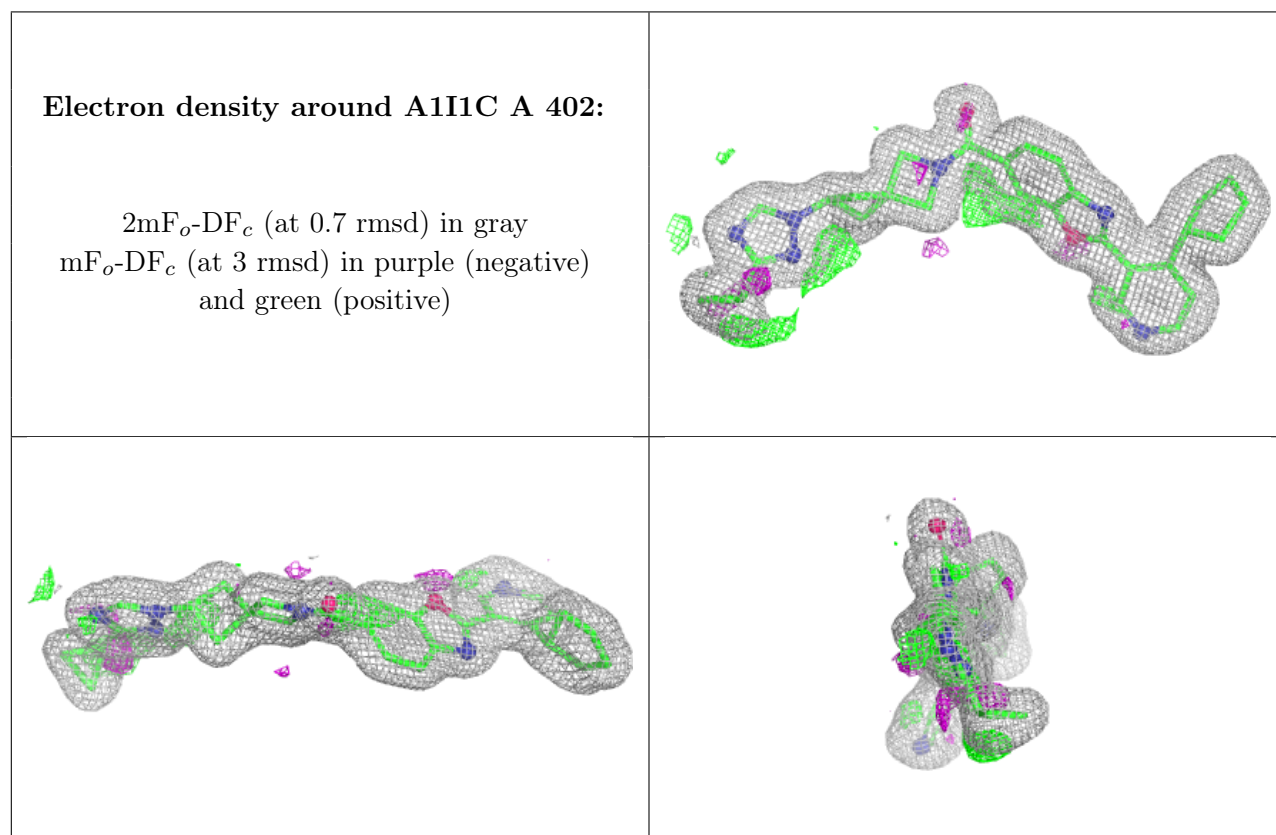 Electron density around A1I1C A 402:
2mFo-DFc (at 0.7 rmsd) in gray
mFo-DFc (at 3 rmsd) in purple (negative)
and green (positive)